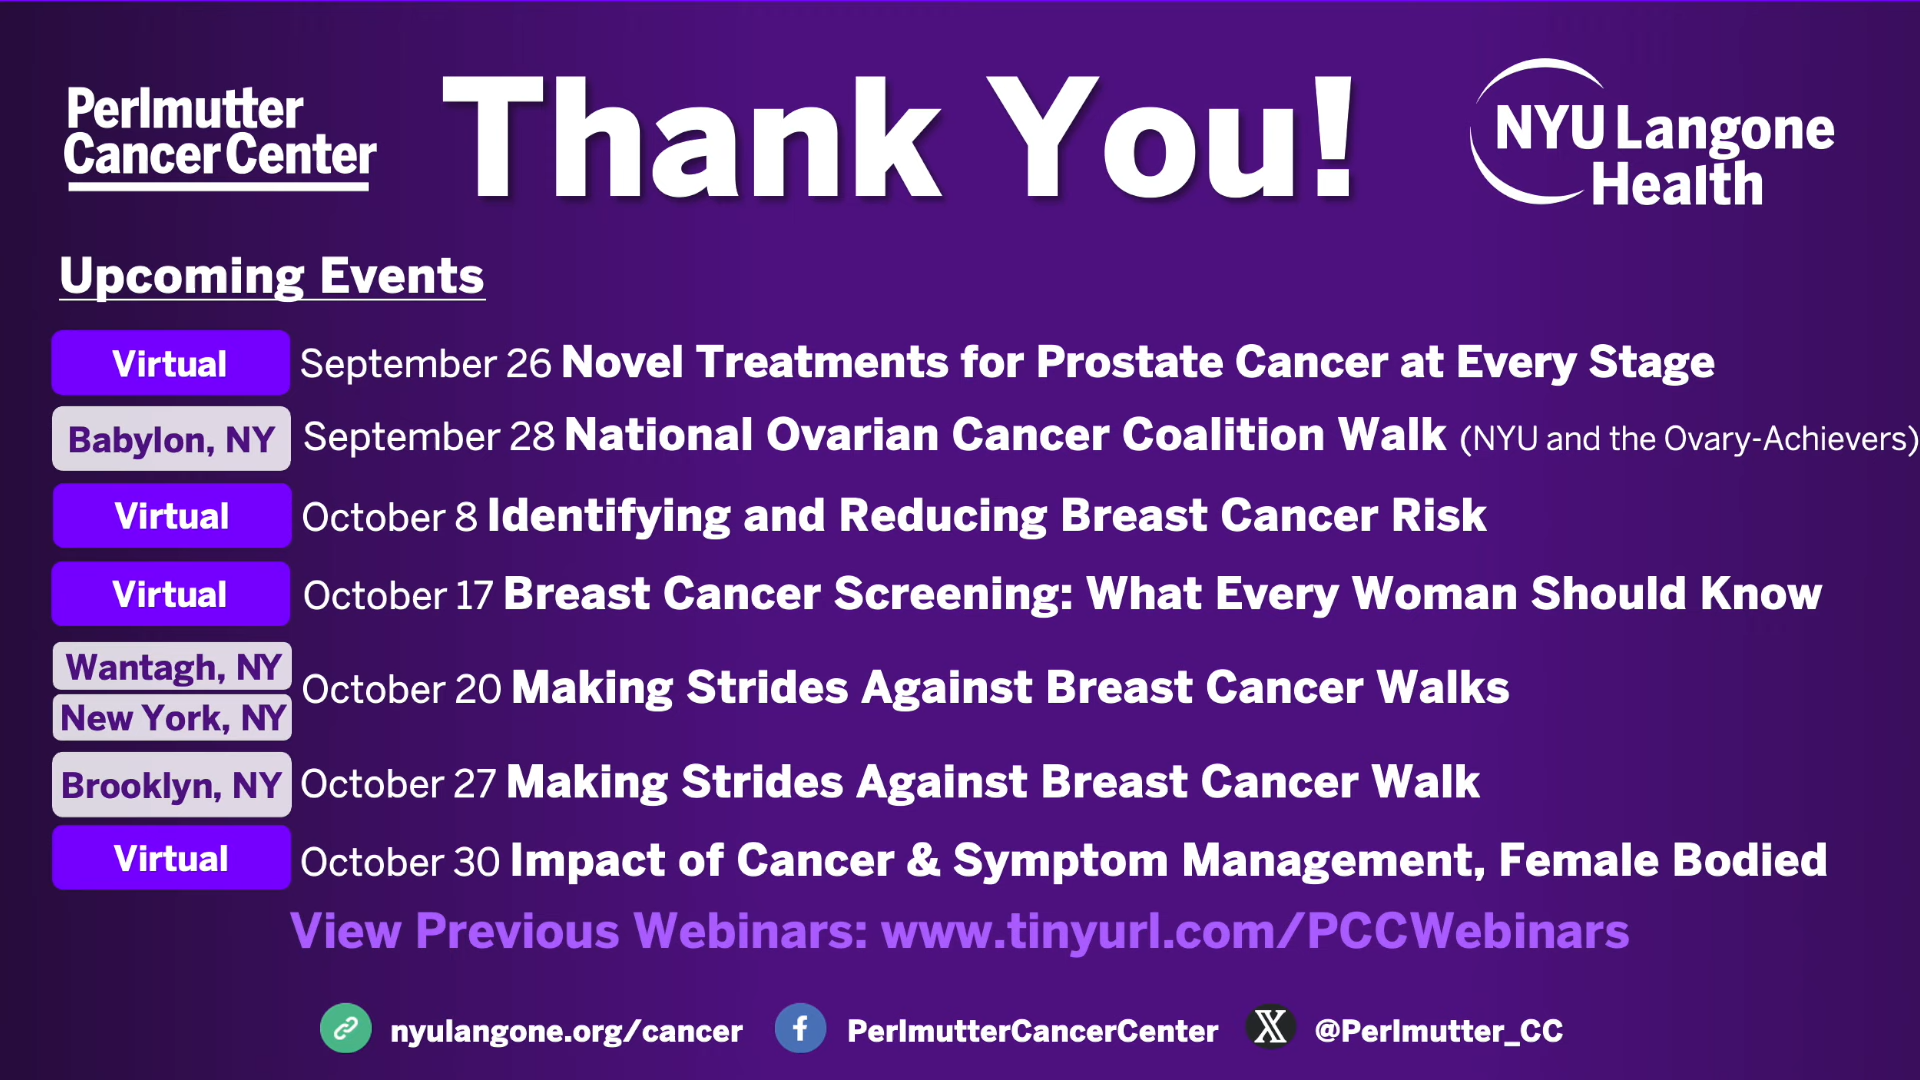 Perlmutter
Cancer Center
Thank You!
NYU Langone
Health
Upcoming Events
Virtual September 26 Novel Treatments for Prostate Cancer at Every Stage
Babylon, NY September 28 National Ovarian Cancer Coalition Walk (NYU and the Ovary-Achievers)
Virtual October 8 Identifying and Reducing Breast Cancer Risk
Virtual October 17 Breast Cancer Screening: What Every Woman Should Know
Wantagh, NY
New York, NY
October 20 Making Strides Against Breast Cancer Walks
Brooklyn, NY October 27 Making Strides Against Breast Cancer Walk
Virtual October 30 Impact of Cancer & Symptom Management, Female Bodied
View Previous Webinars: www.tinyurl.com/PCCWebinars
nyulangone.org/cancer f PerlmutterCancerCenter X @Perlmutter_CC